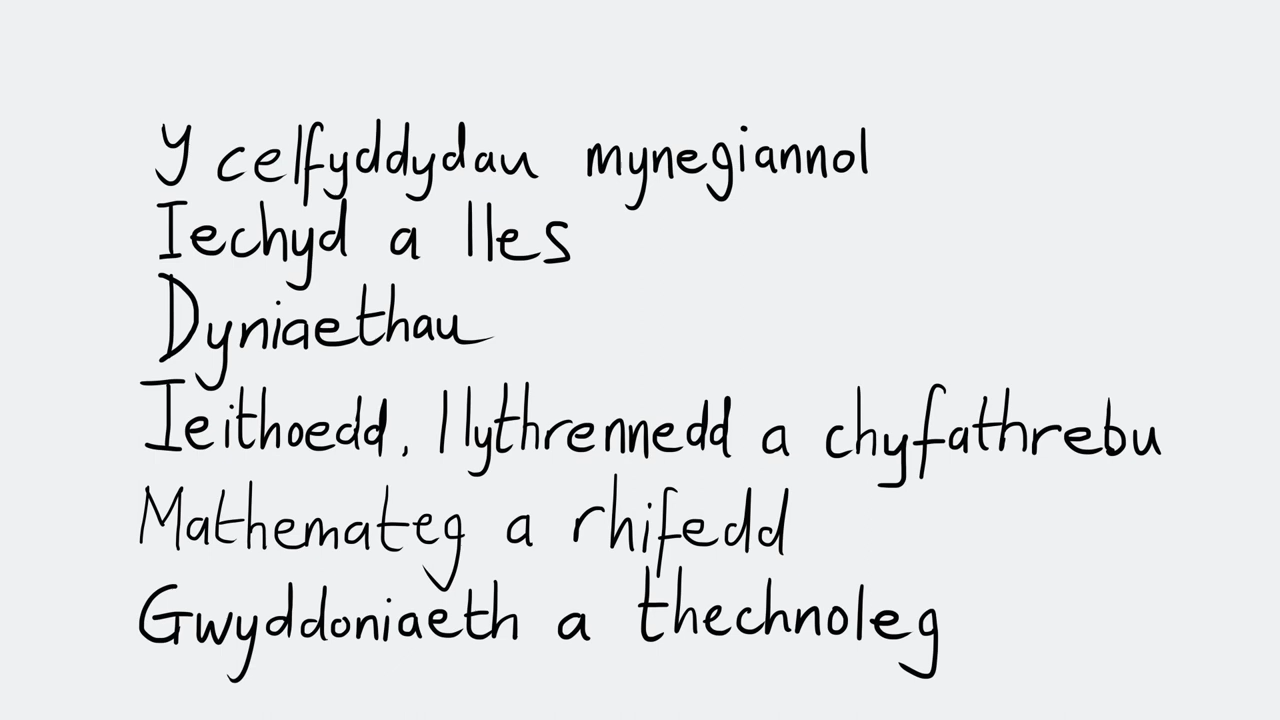 Y celfyddydau mynegiannol
Iechyd a lles
Dyniaethau
Ieithoedd, llythrennedd a chyfathrebu
Mathemateg a rhifedd
Gwyddoniaeth a thechnoleg